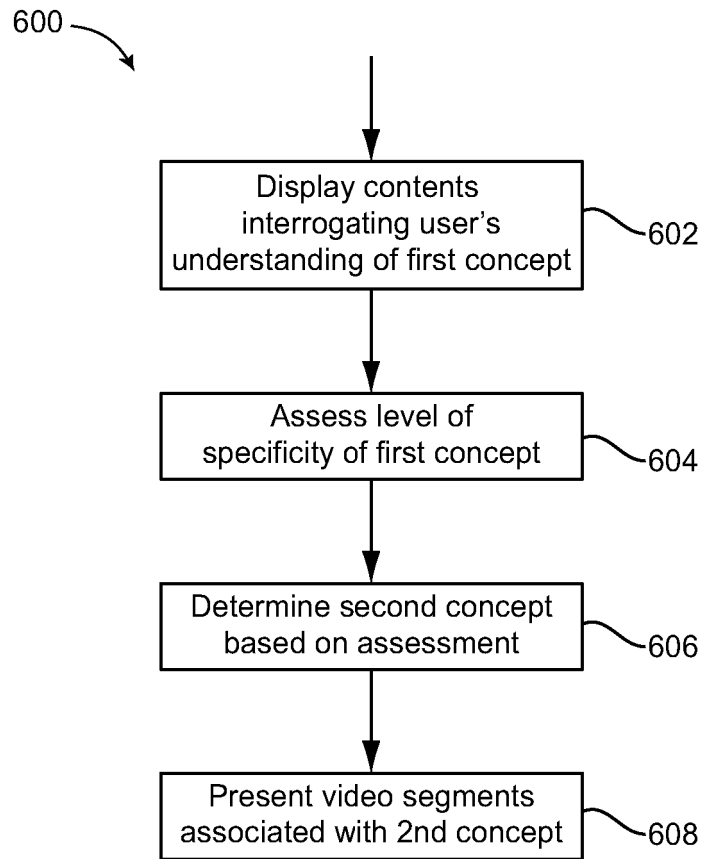 600
Display contents
interrogating user's
understanding of first concept
602
Assess level of
specificity of first concept
604
Determine second concept
based on assessment
606
Present video segments
associated with 2nd concept
608